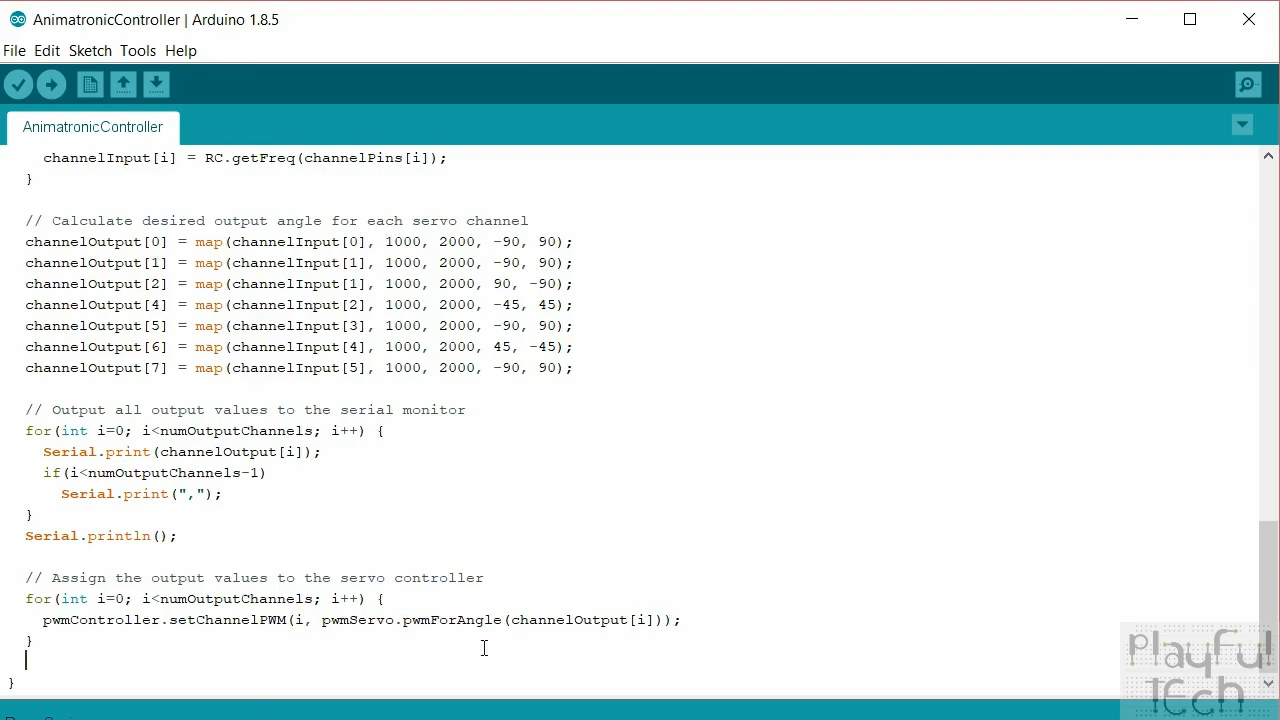 AnimatronicController | Arduino 1.8.5
File Edit Sketch Tools Help
AnimatronicController
channelInput[i] = RC.getFreq(channelPins[i]);
}
// Calculate desired output angle for each servo channel
channelOutput[0] = map(channelInput[0], 1000, 2000, -90, 90);
channelOutput[1] = map(channelInput[1], 1000, 2000, -90, 90);
channelOutput[2] = map(channelInput[1], 1000, 2000, 90, -90);
channelOutput[4] = map(channelInput[2], 1000, 2000, -45, 45);
channelOutput[5] = map(channelInput[3], 1000, 2000, -90, 90);
channelOutput[6] = map(channelInput[4], 1000, 2000, 45, -45);
channelOutput[7] = map(channelInput[5], 1000, 2000, -90, 90);
// Output all output values to the serial monitor
for(int i=0; i<numOutputChannels; i++) {
Serial.print(channelOutput[i]);
if(i<numOutputChannels-1)
Serial.print(",");
}
Serial.println();
// Assign the output values to the servo controller
for(int i=0; i<numOutputChannels; i++) {
pwmController.setChannelPWM(i, pwmServo.pwmForAngle(channelOutput[i]));
}
}
Playful
tech